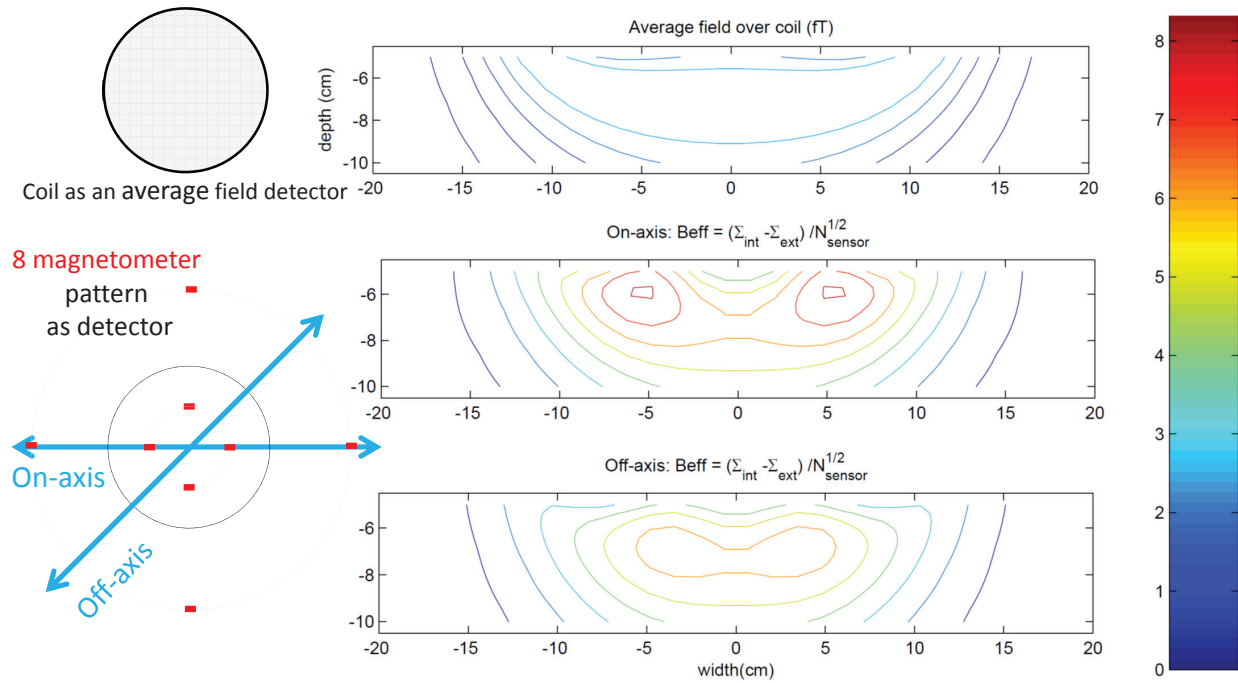 Coil as an average field detector
8 magnetometer
pattern
as detector
On-axis
Off-axis
Average field over coil (fT)
depth (cm)
-6
-8
-10
-20 -15 -10 -5 0 5 10 15 20
On-axis: Beff = (Σint -Σext) /N^1/2_sensor
-6
-8
-10
-20 -15 -10 -5 0 5 10 15 20
Off-axis: Beff = (Σint -Σext) /N^1/2_sensor
-6
-8
-10
-20 -15 -10 -5 0 5 10 15 20
width(cm)
8
7
6
5
4
3
2
1
0